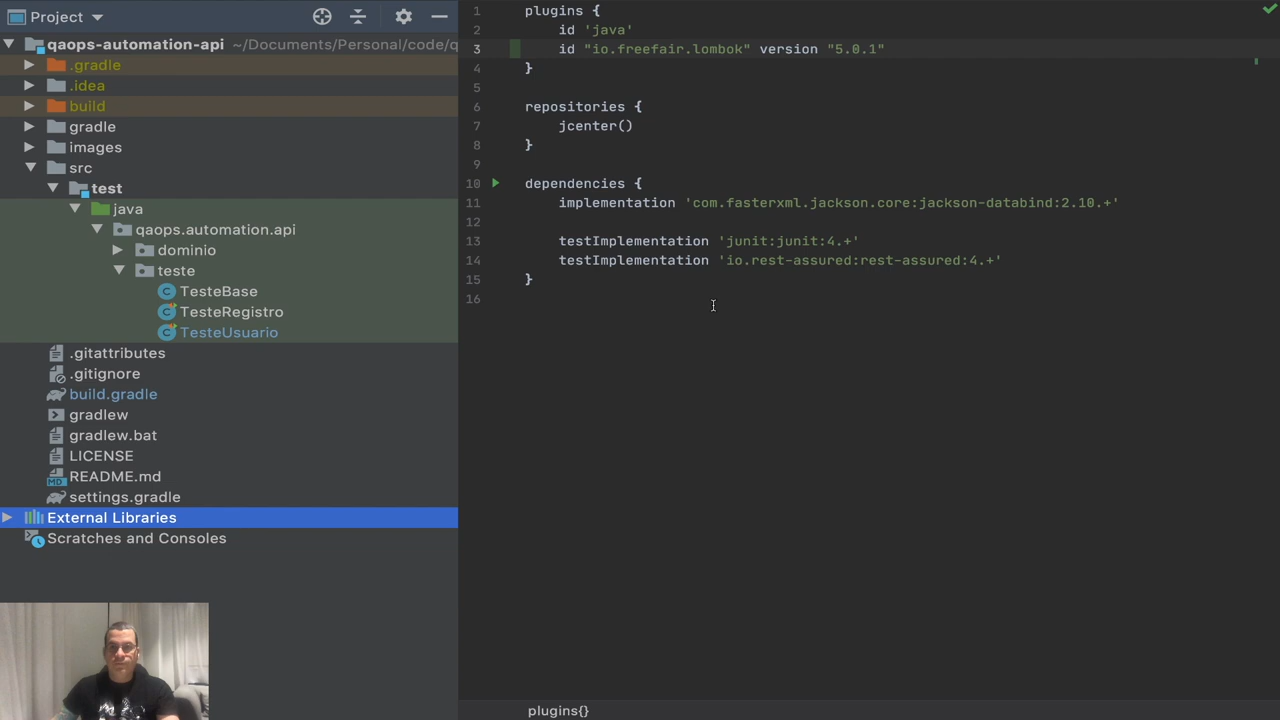 Project
qaops-automation-api ~/Documents/Personal/code/q
.gradle
.idea
build
gradle
images
src
test
java
qaops.automation.api
dominio
teste
TesteBase
TesteRegistro
TesteUsuario
.gitattributes
.gitignore
build.gradle
gradlew
gradlew.bat
LICENSE
README.md
settings.gradle
External Libraries
Scratches and Consoles
1 plugins {
2 id 'java'
3 id "io.freefair.lombok" version "5.0.1"
4 }
5
6 repositories {
7 jcenter()
8 }
9
10 dependencies {
11 implementation 'com.fasterxml.jackson.core:jackson-databind:2.10.+'
12
13 testImplementation 'junit:junit:4.+'
14 testImplementation 'io.rest-assured:rest-assured:4.+'
15 }
16
plugins{}